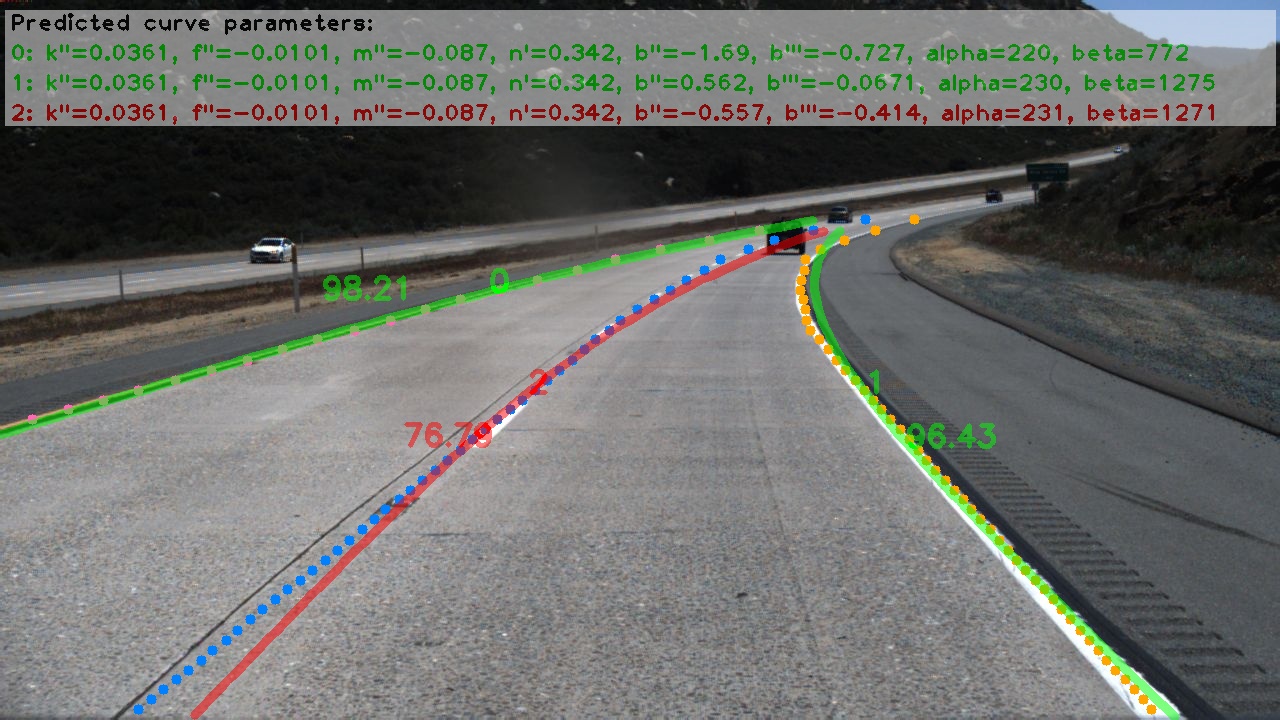 Predicted curve parameters:
0: k''=0.0361, f''=-0.0101, m''=-0.087, n'=0.342, b''=-1.69, b'''=-0.727, alpha=220, beta=772
1: k''=0.0361, f''=-0.0101, m''=-0.087, n'=0.342, b''=0.562, b'''=-0.0671, alpha=230, beta=1275
2: k''=0.0361, f''=-0.0101, m''=-0.087, n'=0.342, b''=-0.557, b'''=-0.414, alpha=231, beta=1271
0
98.21
2
1
76.79
96.43